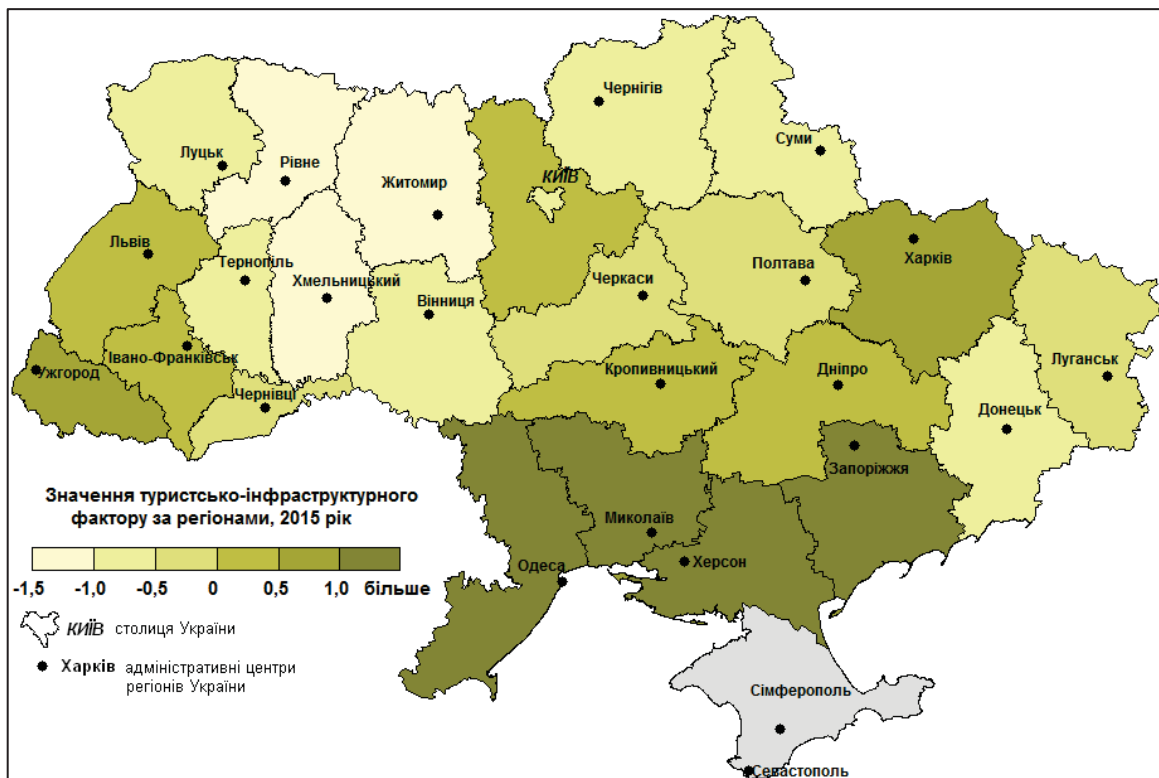 Чернігів
Суми
Луцьк
Рівне
Житомир
КИЇВ
Львів
Тернопіль
Хмельницький
Вінниця
Черкаси
Полтава
Харків
Івано-Франківськ
Ужгород
Чернівці
Кропивницький
Дніпро
Луганськ
Донецьк
Запоріжжя
Миколаїв
Херсон
Одеса
Сімферополь
Севастополь
Значення туристсько-інфраструктурного
фактору за регіонами, 2015 рік
-1,5 -1,0 -0,5 0 0,5 1,0 більше
КИЇВ столиця України
Харків адміністративні центри
регіонів України